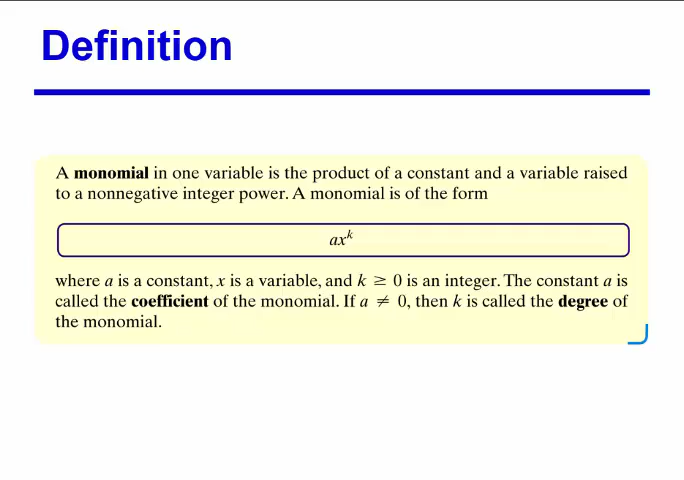 Definition
A monomial in one variable is the product of a constant and a variable raised
to a nonnegative integer power. A monomial is of the form
axᵏ
where a is a constant, x is a variable, and k ≥ 0 is an integer. The constant a is
called the coefficient of the monomial. If a ≠ 0, then k is called the degree of
the monomial.